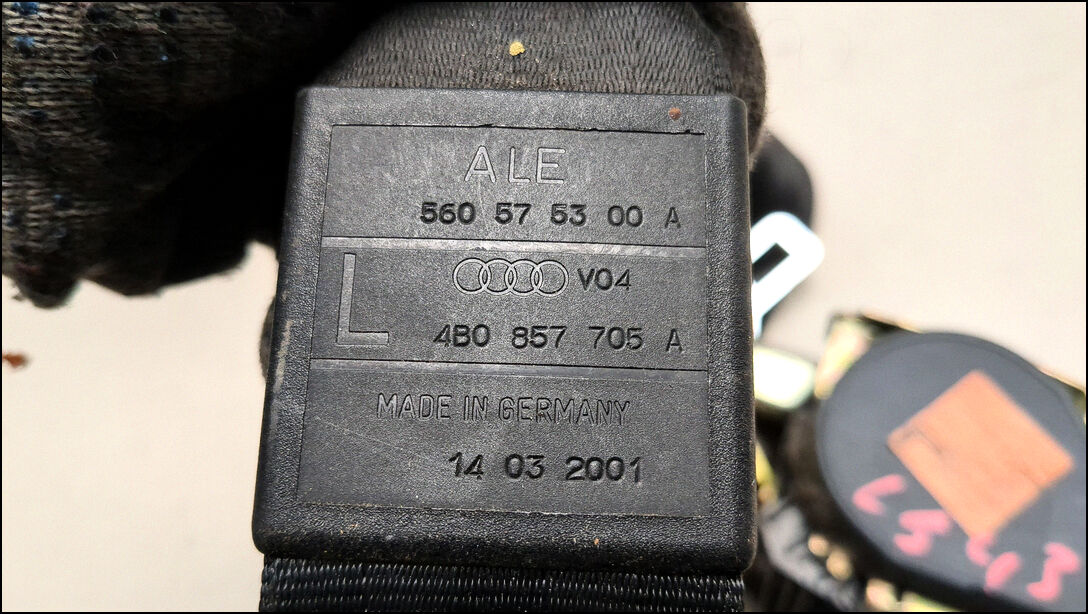 ALE
560 57 53 00 A
L
V04
4B0 857 705 A
MADE IN GERMANY
14 03 2001